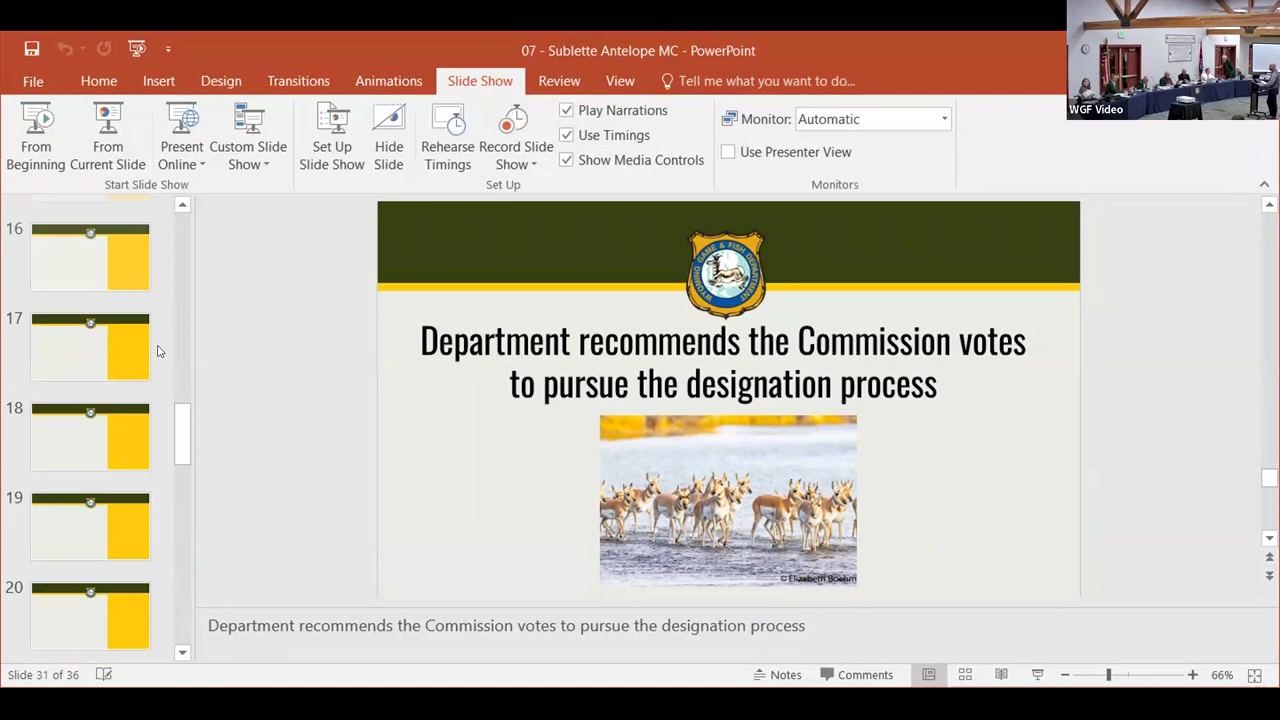 07 - Sublette Antelope MC - PowerPoint
WGF Video
File
Home
Insert
Design
Transitions
Animations
Slide Show
Review
View
Tell me what you want to do...
From Beginning
From Current Slide
Present Online
Custom Slide Show
Start Slide Show
Set Up Slide Show
Hide Slide
Rehearse Timings
Record Slide Show
Play Narrations
Use Timings
Show Media Controls
Set Up
Monitor:
Automatic
Use Presenter View
Monitors
16
17
18
19
20
WYOMING GAME & FISH DEPARTMENT
Department recommends the Commission votes
to pursue the designation process
© Elizabeth Boehm
Department recommends the Commission votes to pursue the designation process
Slide 31 of 36
Notes
Comments
66%